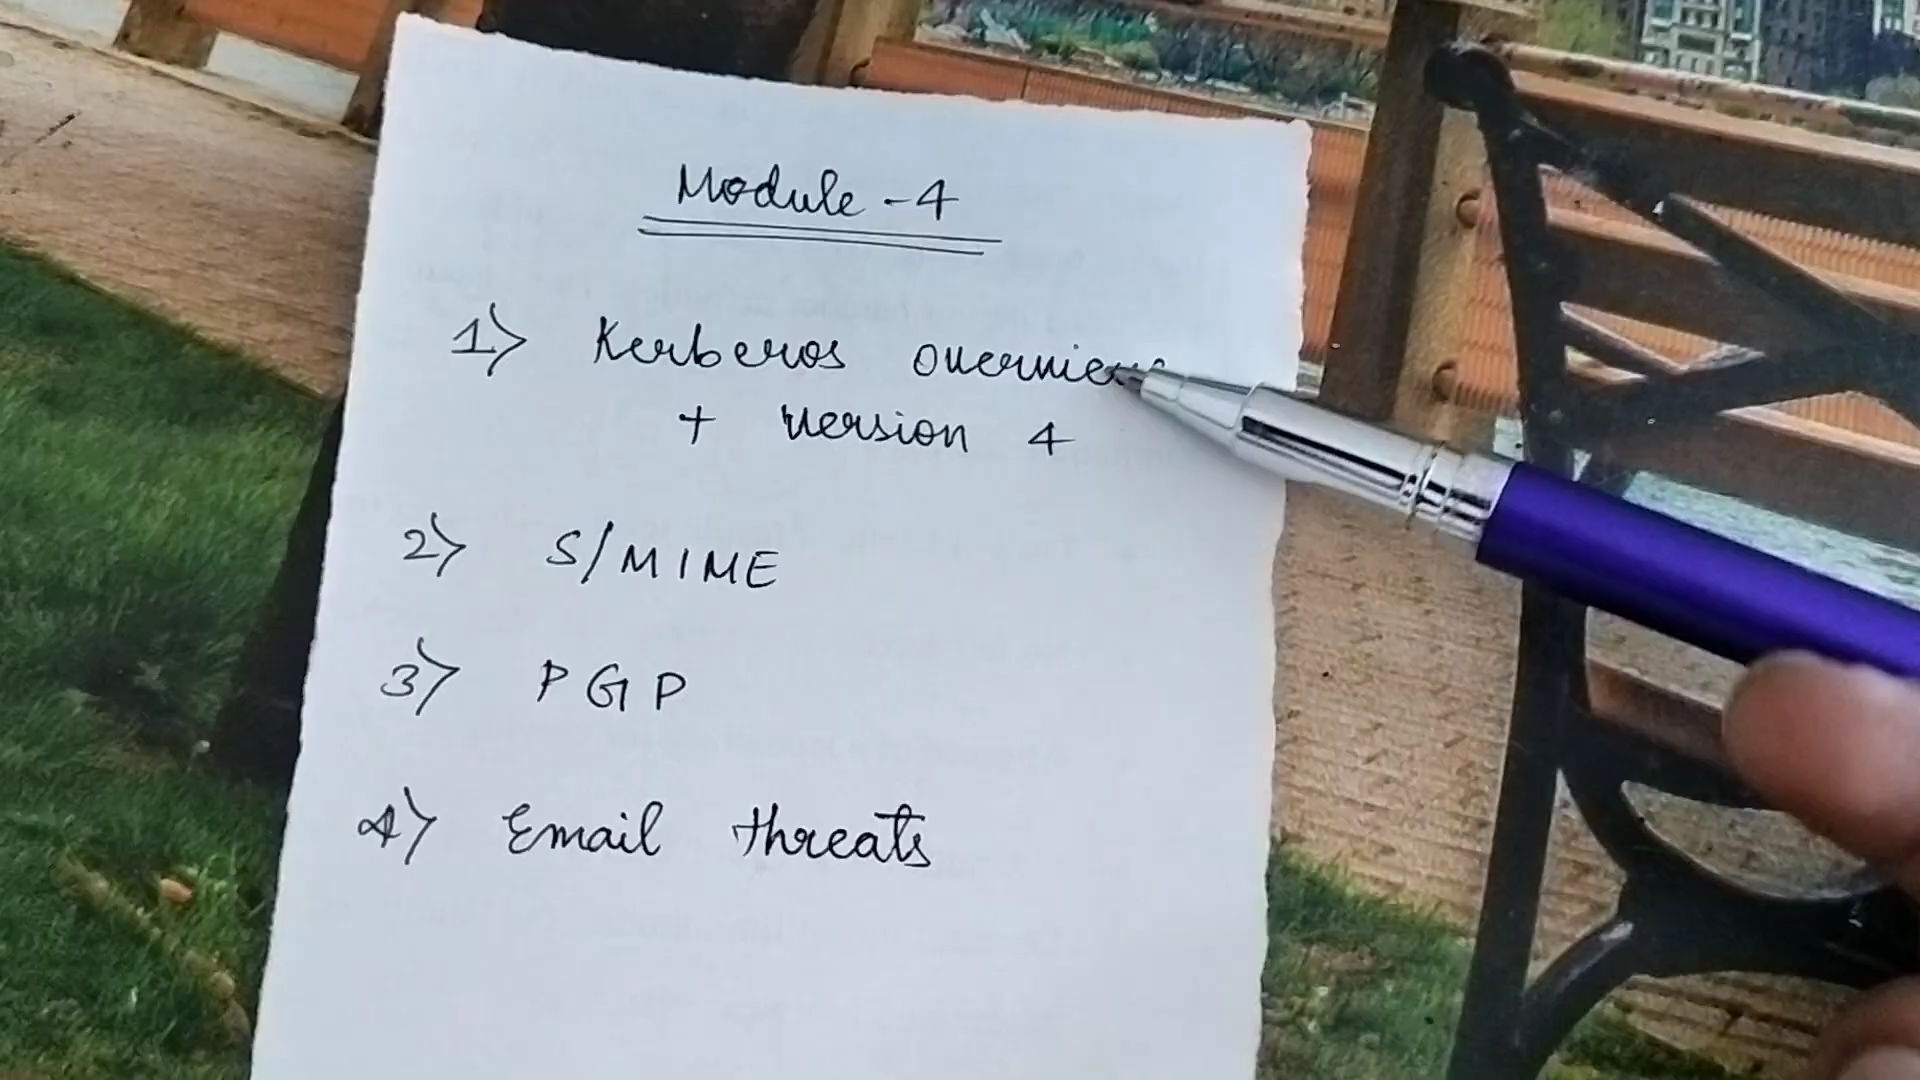 Module - 4
1) Kerberos overview
+ version 4
2) S/MIME
3) PGP
4) Email threats